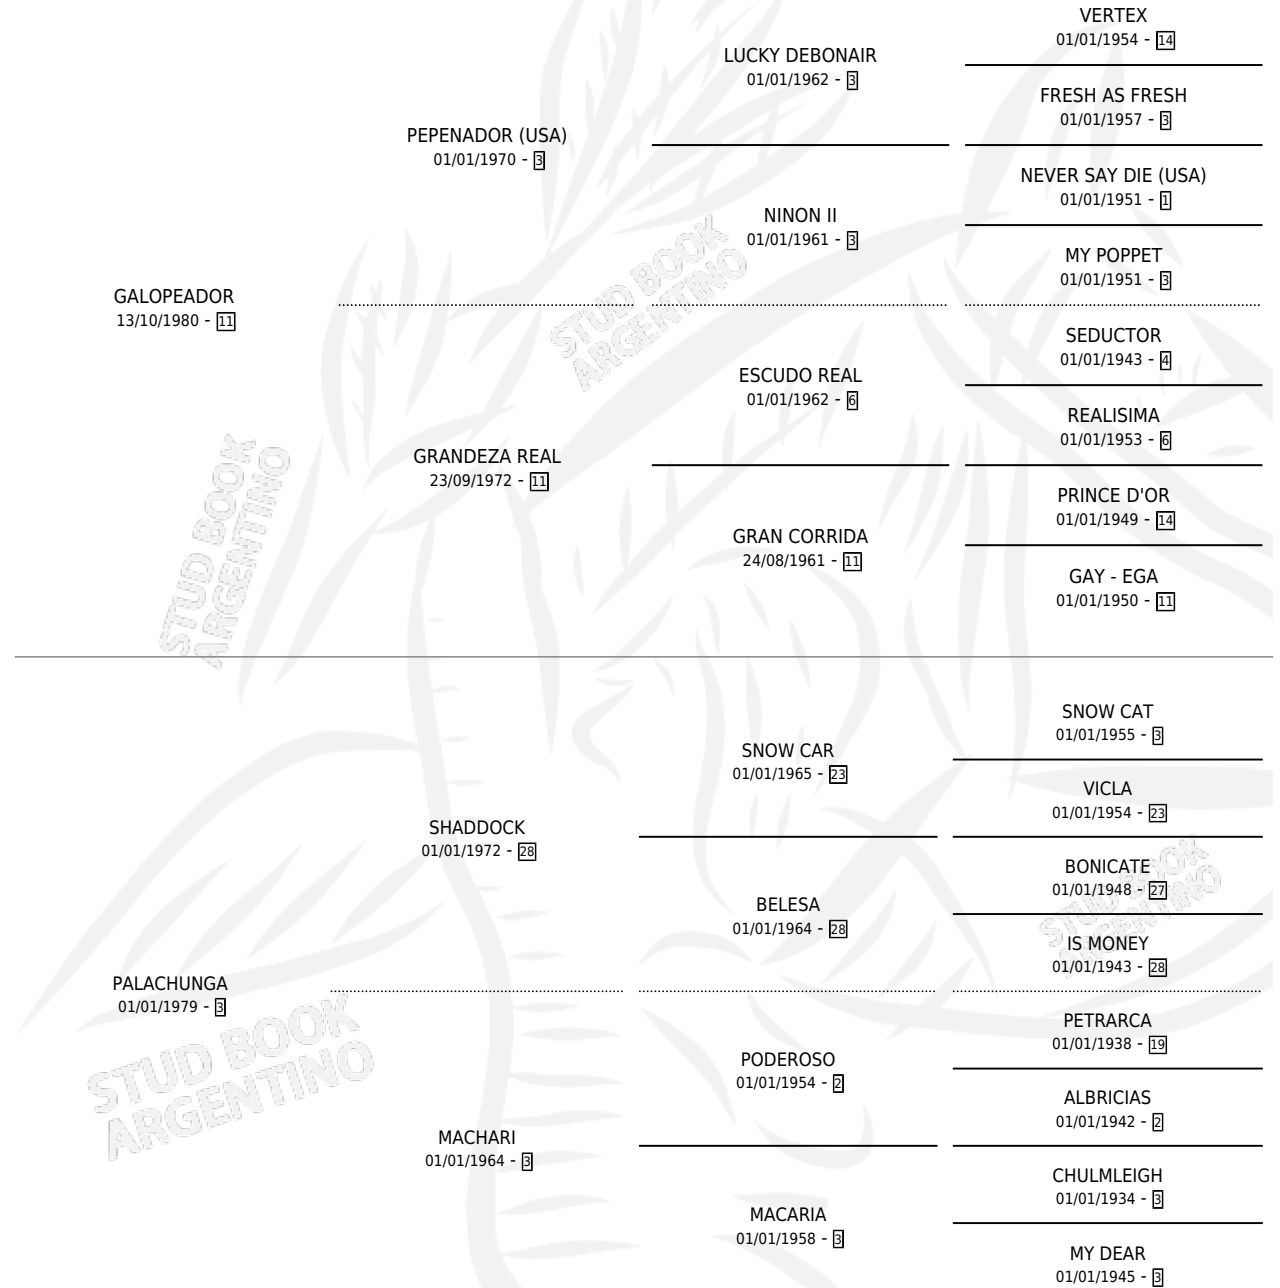 VERTEX
01/01/1954 - 14
LUCKY DEBONAIR
01/01/1962 - 3
FRESH AS FRESH
01/01/1957 - 3
PEPENADOR (USA)
01/01/1970 - 3
NEVER SAY DIE (USA)
01/01/1951 - 1
NINON II
01/01/1961 - 3
MY POPPET
01/01/1951 - 3
GALOPEADOR
13/10/1980 - 11
SEDUCTOR
01/01/1943 - 4
ESCUDO REAL
01/01/1962 - 6
REALISIMA
01/01/1953 - 6
GRANDEZA REAL
23/09/1972 - 11
PRINCE D'OR
01/01/1949 - 14
GRAN CORRIDA
24/08/1961 - 11
GAY - EGA
01/01/1950 - 11
SNOW CAT
01/01/1955 - 3
SNOW CAR
01/01/1965 - 23
VICLA
01/01/1954 - 23
SHADDOCK
01/01/1972 - 28
BONICATE
01/01/1948 - 27
BELESA
01/01/1964 - 28
IS MONEY
01/01/1943 - 28
PALACHUNGA
01/01/1979 - 3
PETRARCA
01/01/1938 - 19
PODEROSO
01/01/1954 - 2
ALBRICIAS
01/01/1942 - 2
MACHARI
01/01/1964 - 3
CHULMLEIGH
01/01/1934 - 3
MACARIA
01/01/1958 - 3
MY DEAR
01/01/1945 - 3
STUD BOOK
ARGENTINO
STUD BOOK
ARGENTINO
STUD BOOK
ARGENTINO
STUD BOOK
ARGENTINO